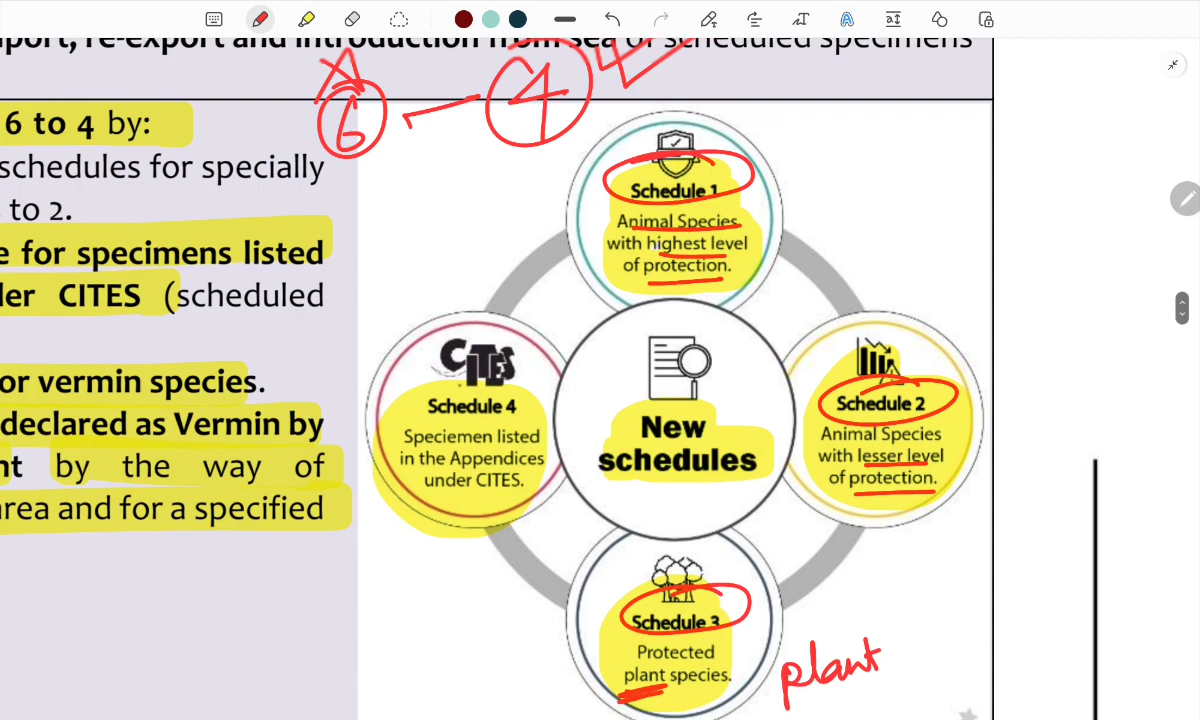 port, re-export and introduction from sea of scheduled specimens
6 — 4
6 to 4 by:
schedules for specially
to 2.
e for specimens listed
der CITES (scheduled
or vermin species.
declared as Vermin by
nt by the way of
area and for a specified
Schedule 1
Animal Species
with highest level
of protection.
CITES
Schedule 4
Speciemen listed
in the Appendices
under CITES.
New
schedules
Schedule 2
Animal Species
with lesser level
of protection.
Schedule 3
Protected
plant species.
plant